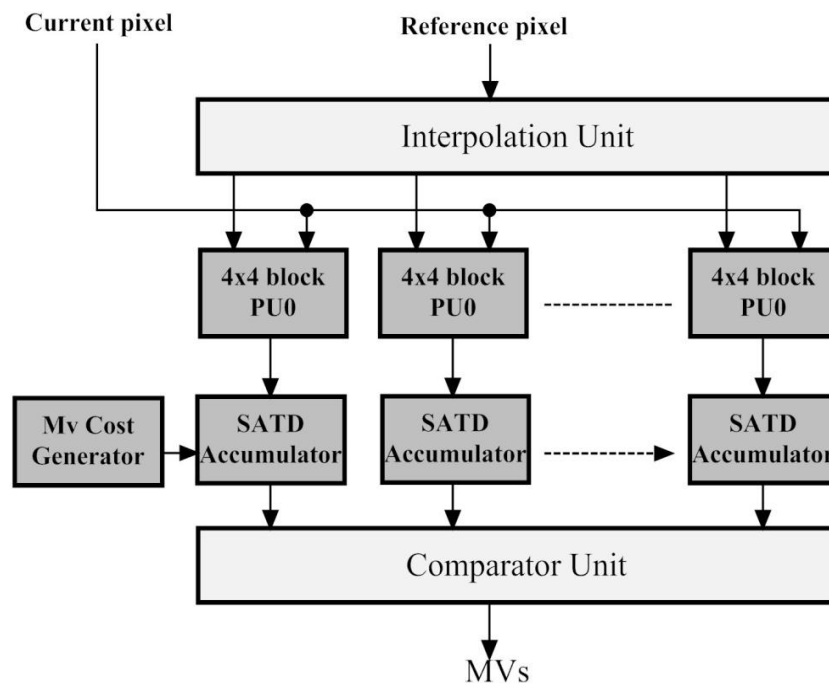 Current pixel
Reference pixel
Interpolation Unit
4x4 block
PU0
4x4 block
PU0
4x4 block
PU0
Mv Cost
Generator
SATD
Accumulator
SATD
Accumulator
SATD
Accumulator
Comparator Unit
MVs